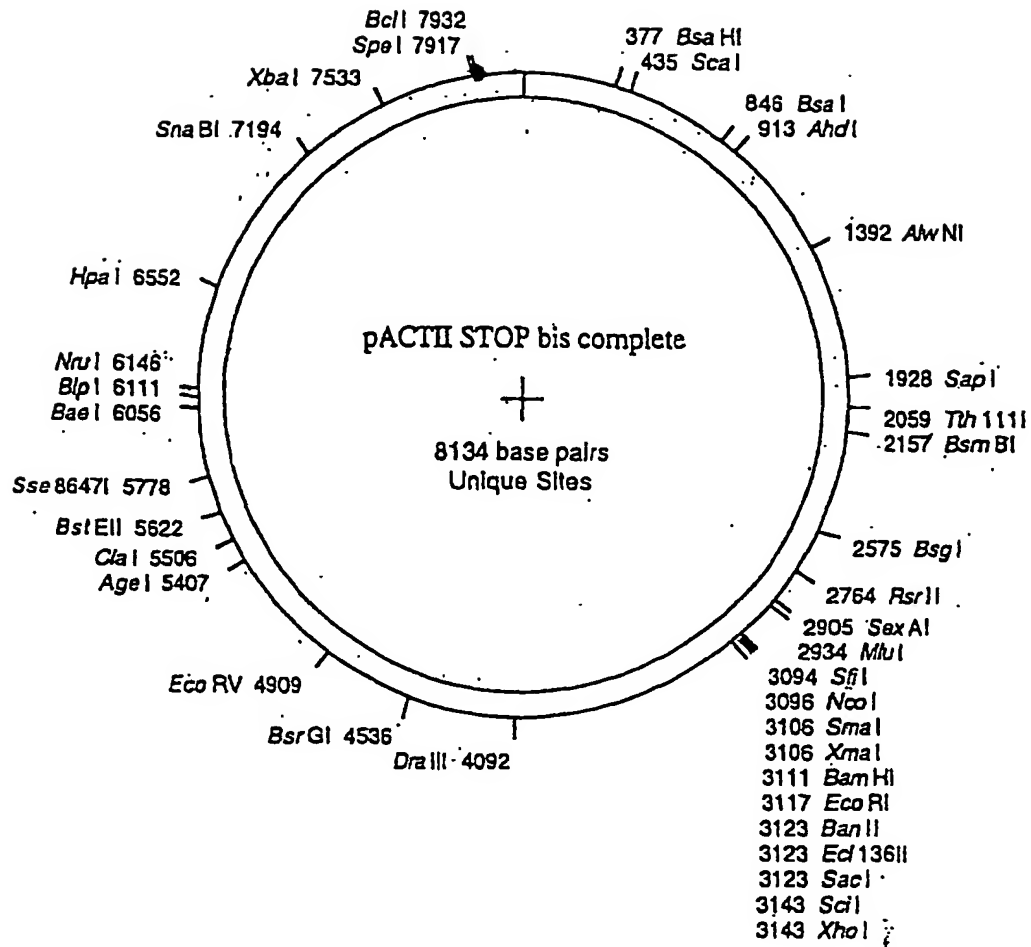 BclI 7932
SpeI 7917
XbaI 7533
SnaBI 7194
HpaI 6552
NruI 6146
BlpI 6111
BaeI 6056
Sse8647I 5778
BstEII 5622
ClaI 5506
AgeI 5407
EcoRV 4909
BsrGI 4536
DraIII 4092
377 BsaHI
435 ScaI
846 BsaI
913 AhdI
1392 AlwNI
1928 SapI
2059 Tth111I
2157 BsmBI
2575 BsgI
2764 RsrII
2905 SexAI
2934 MluI
3094 SfiI
3096 NcoI
3106 SmaI
3106 XmaI
3111 BamHI
3117 EcoRI
3123 BanII
3123 Ecl136II
3123 SacI
3143 SciI
3143 XhoI
pACTII STOP bis complete
8134 base pairs
Unique Sites